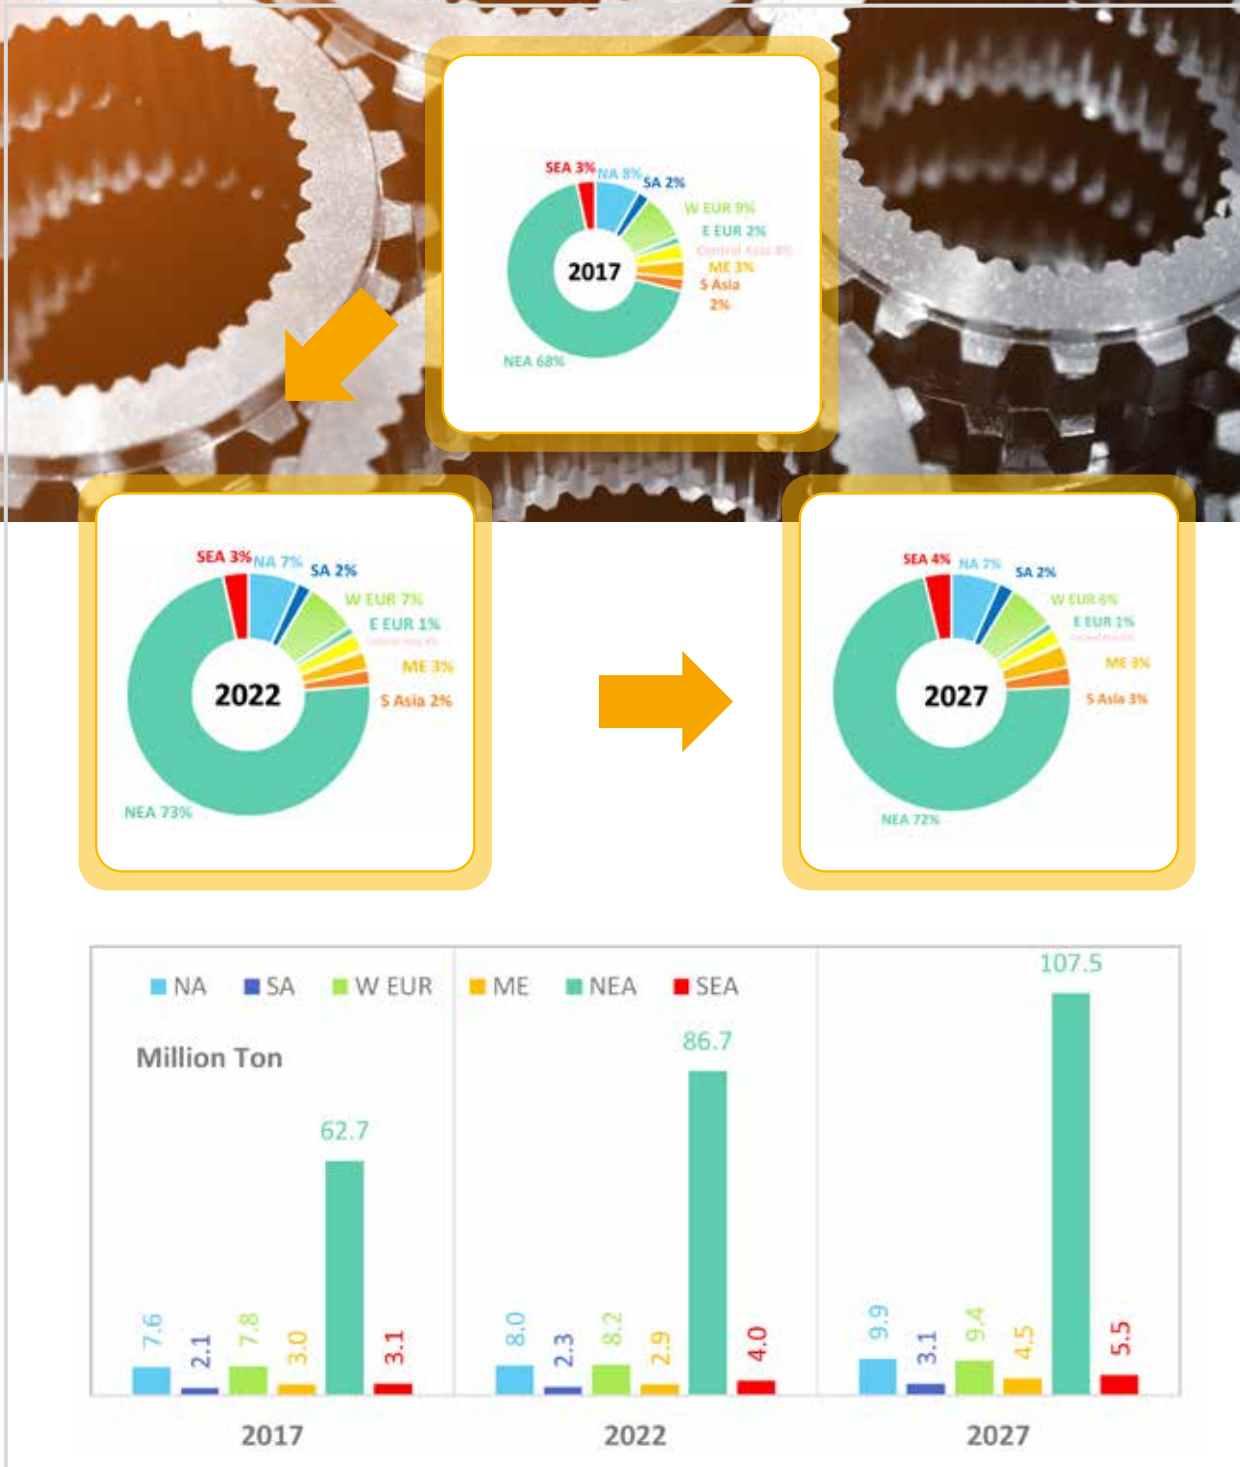 SEA 3%
NA 8%
SA 2%
W EUR 9%
E EUR 2%
Central Asia 0%
ME 3%
S Asia
2%
2017
NEA 68%
SEA 3%
NA 7%
SA 2%
W EUR 7%
E EUR 1%
ME 3%
S Asia 2%
2022
NEA 73%
SEA 4%
NA 7%
SA 2%
W EUR 6%
E EUR 1%
ME 3%
S Asia 3%
2027
NEA 72%
NA SA W EUR ME NEA SEA
Million Ton
7.6 2.1 7.8 3.0 62.7 3.1
8.0 2.3 8.2 2.9 86.7 4.0
9.9 3.1 9.4 4.5 107.5 5.5
2017 2022 2027